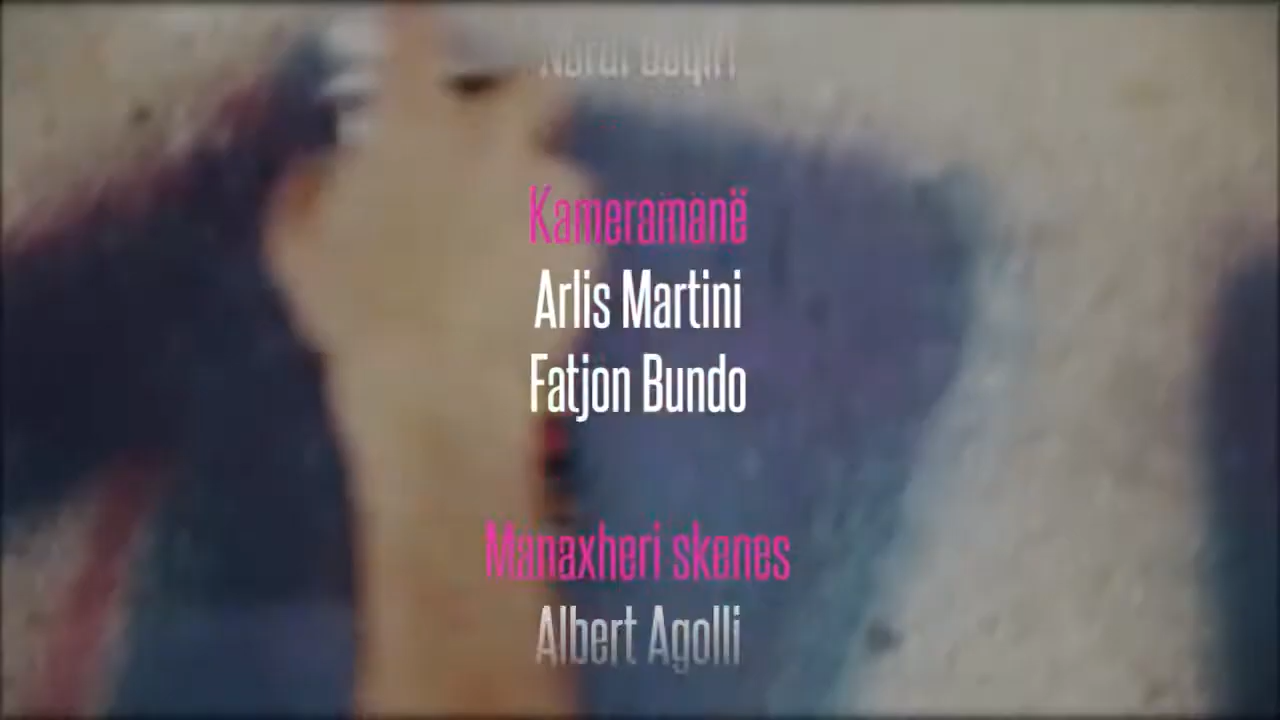 Kameramanë
Arlis Martini
Fatjon Bundo
Manaxheri skenes
Albert Agolli